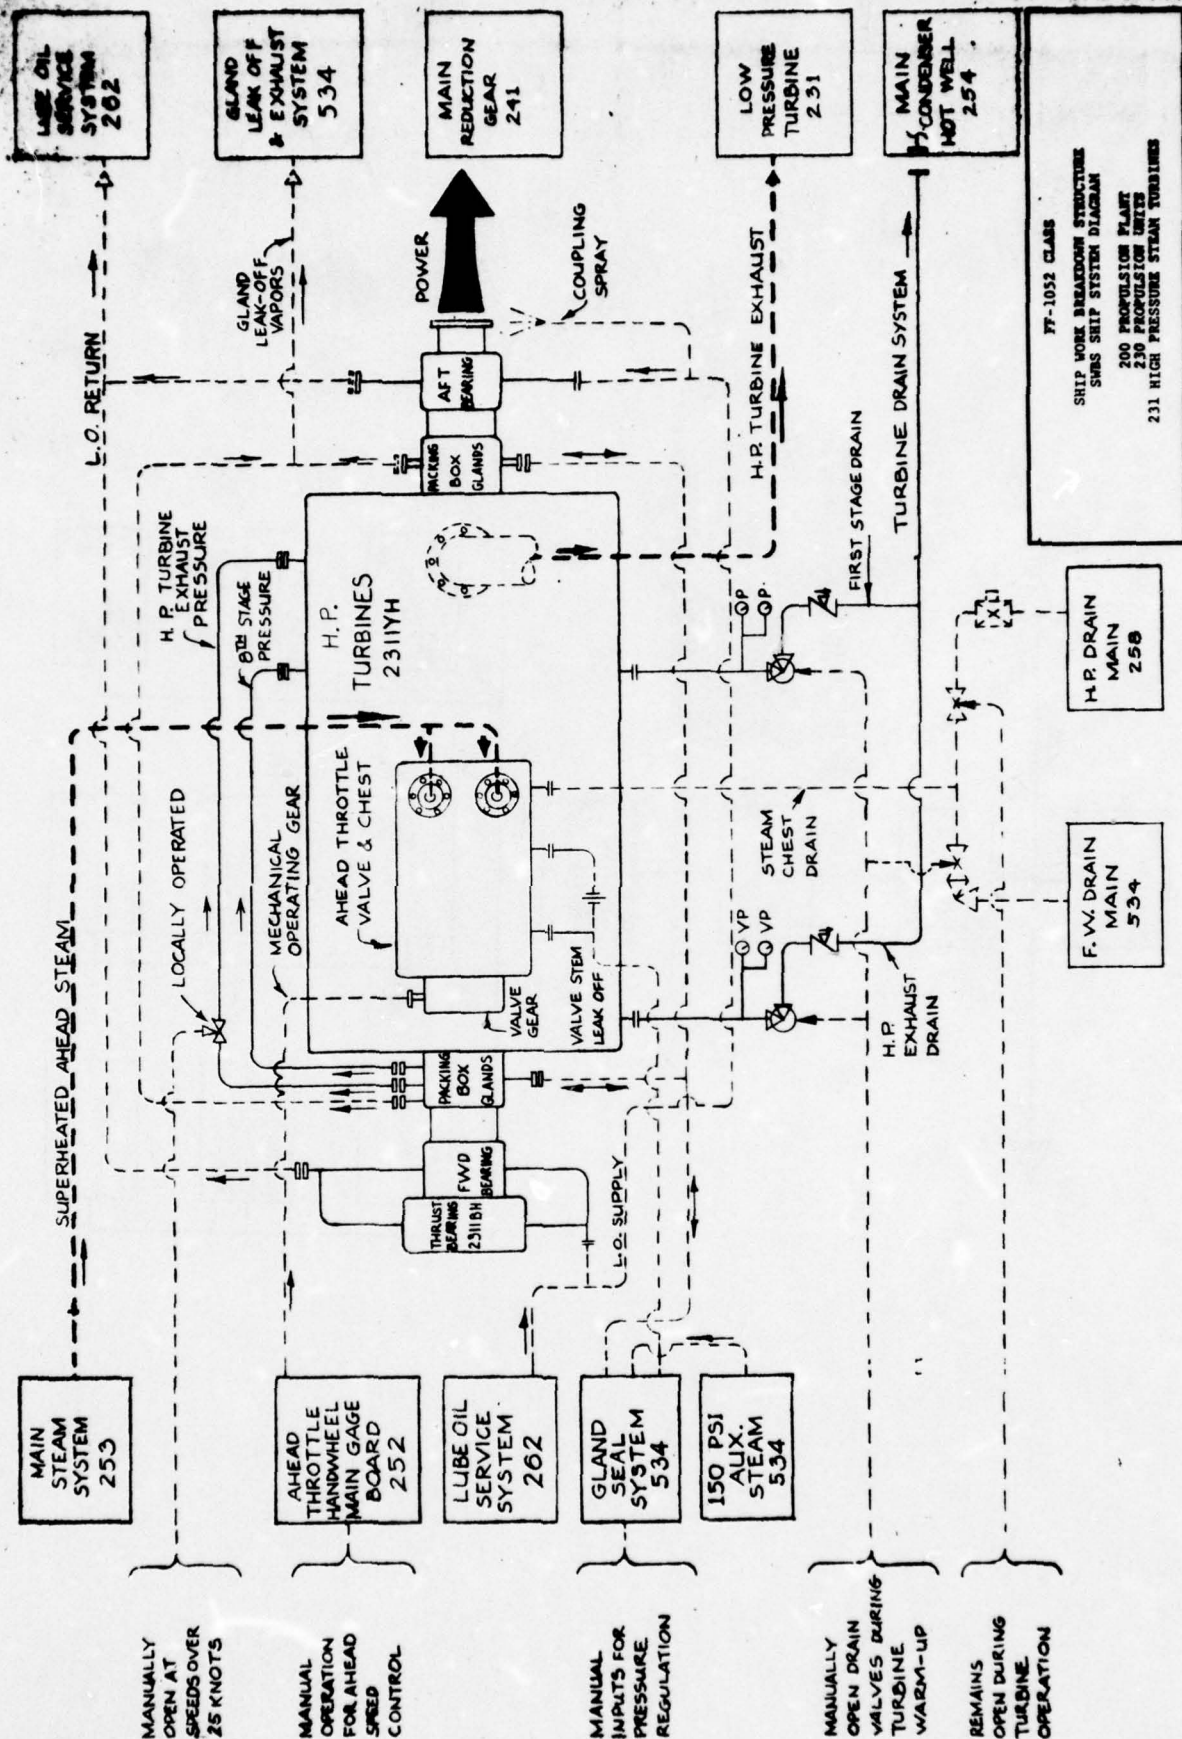 MAIN
STEAM
SYSTEM
253
AHEAD
THROTTLE
HANDWHEEL
MAIN GAGE
BOARD
252
LUBE OIL
SERVICE
SYSTEM
262
GLAND
SEAL
SYSTEM
534
150 PSI
AUX.
STEAM
534
MANUALLY
OPEN AT
SPEEDS OVER
25 KNOTS
MANUAL
OPERATION
FOR AHEAD
SPEED
CONTROL
MANUAL
INPUTS FOR
PRESSURE
REGULATION
MANUALLY
OPEN DRAIN
VALVES DURING
TURBINE
WARM-UP
REMAINS
OPEN DURING
TURBINE
OPERATION
SUPERHEATED AHEAD STEAM
LOCALLY OPERATED
MECHANICAL
OPERATING GEAR
AHEAD THROTTLE
VALVE & CHEST
H.P.
TURBINES
2311YH
VALVE
GEAR
VALVE STEM
LEAK OFF
PACKING
BOX
GLANDS
FWD
BEARING
THRUST
BEARING
2311BH
L.O. SUPPLY
H. P. TURBINE
EXHAUST
PRESSURE
8TH STAGE
PRESSURE
PACKING
BOX
GLANDS
AFT
BEARING
L.O. RETURN
GLAND
LEAK-OFF
VAPORS
POWER
COUPLING
SPRAY
H.P. TURBINE EXHAUST
FIRST STAGE DRAIN
TURBINE DRAIN SYSTEM
STEAM
CHEST
DRAIN
H.P.
EXHAUST
DRAIN
VP
VP
P
P
LUBE OIL
SERVICE
SYSTEM
262
GLAND
LEAK OFF
& EXHAUST
SYSTEM
534
MAIN
REDUCTION
GEAR
241
LOW
PRESSURE
TURBINE
231
MAIN
CONDENSER
HOT WELL
254
F.W. DRAIN
MAIN
534
H.P. DRAIN
MAIN
258
FF-1052 CLASS
SHIP WORK BREAKDOWN STRUCTURE
SWBS SHIP SYSTEM DIAGRAM
200 PROPULSION PLANT
230 PROPULSION UNITS
231 HIGH PRESSURE STEAM TURBINES